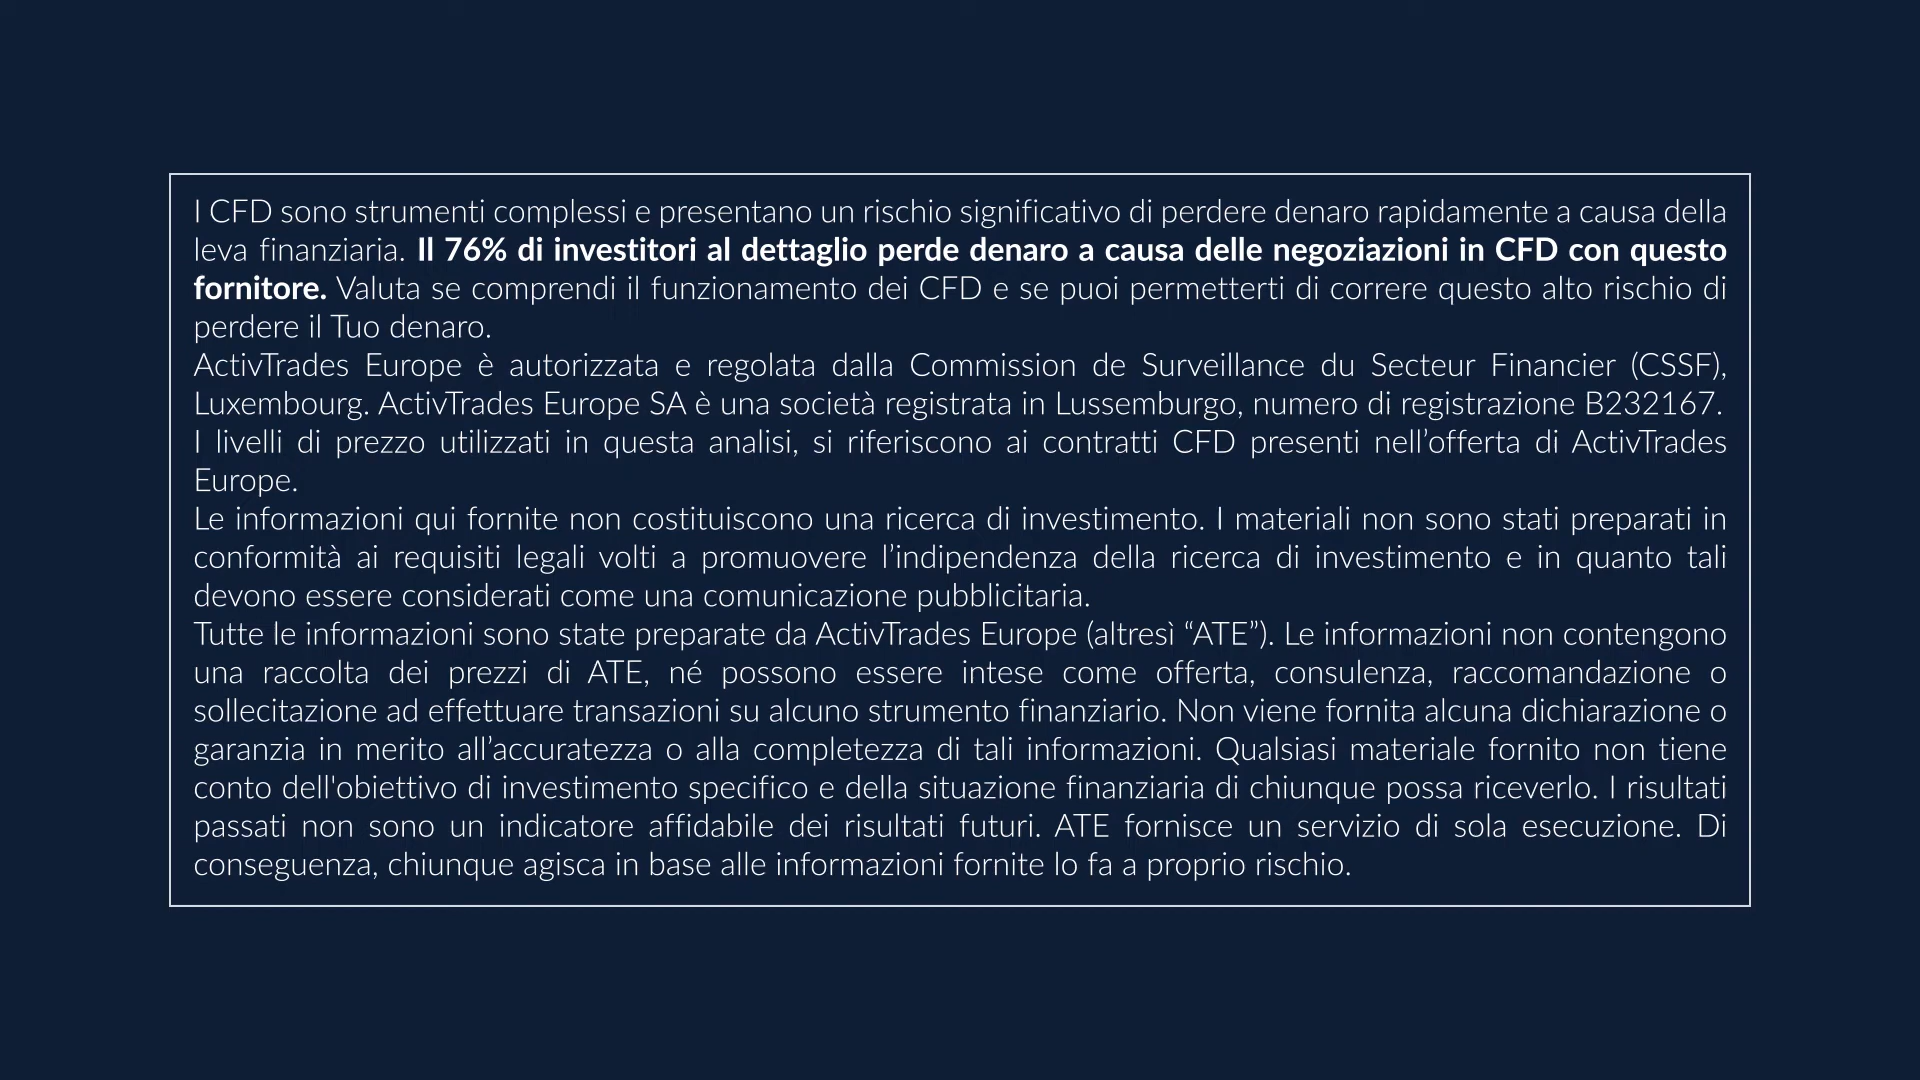 I CFD sono strumenti complessi e presentano un rischio significativo di perdere denaro rapidamente a causa della
leva finanziaria. Il 76% di investitori al dettaglio perde denaro a causa delle negoziazioni in CFD con questo
fornitore. Valuta se comprendi il funzionamento dei CFD e se puoi permetterti di correre questo alto rischio di
perdere il Tuo denaro.
ActivTrades Europe è autorizzata e regolata dalla Commission de Surveillance du Secteur Financier (CSSF),
Luxembourg. ActivTrades Europe SA è una società registrata in Lussemburgo, numero di registrazione B232167.
I livelli di prezzo utilizzati in questa analisi, si riferiscono ai contratti CFD presenti nell’offerta di ActivTrades
Europe.
Le informazioni qui fornite non costituiscono una ricerca di investimento. I materiali non sono stati preparati in
conformità ai requisiti legali volti a promuovere l’indipendenza della ricerca di investimento e in quanto tali
devono essere considerati come una comunicazione pubblicitaria.
Tutte le informazioni sono state preparate da ActivTrades Europe (altresì “ATE”). Le informazioni non contengono
una raccolta dei prezzi di ATE, né possono essere intese come offerta, consulenza, raccomandazione o
sollecitazione ad effettuare transazioni su alcuno strumento finanziario. Non viene fornita alcuna dichiarazione o
garanzia in merito all’accuratezza o alla completezza di tali informazioni. Qualsiasi materiale fornito non tiene
conto dell'obiettivo di investimento specifico e della situazione finanziaria di chiunque possa riceverlo. I risultati
passati non sono un indicatore affidabile dei risultati futuri. ATE fornisce un servizio di sola esecuzione. Di
conseguenza, chiunque agisca in base alle informazioni fornite lo fa a proprio rischio.